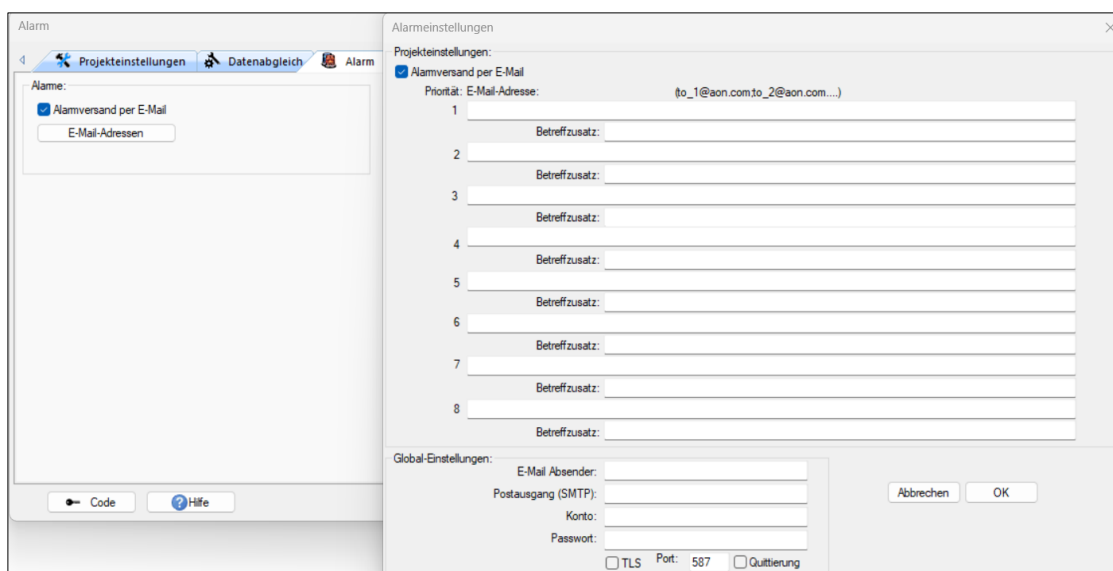 Alarm
Projekteinstellungen Datenabgleich Alarm
Alarme:
Alarmversand per E-Mail
E-Mail-Adressen
Code Hilfe
Alarmeinstellungen
Projekteinstellungen:
Alarmversand per E-Mail
Priorität: E-Mail-Adresse: (to_1@aon.com;to_2@aon.com....)
1
Betreffzusatz:
2
Betreffzusatz:
3
Betreffzusatz:
4
Betreffzusatz:
5
Betreffzusatz:
6
Betreffzusatz:
7
Betreffzusatz:
8
Betreffzusatz:
Global-Einstellungen:
E-Mail Absender:
Postausgang (SMTP):
Konto:
Passwort:
TLS Port: 587 Quittierung
Abbrechen OK